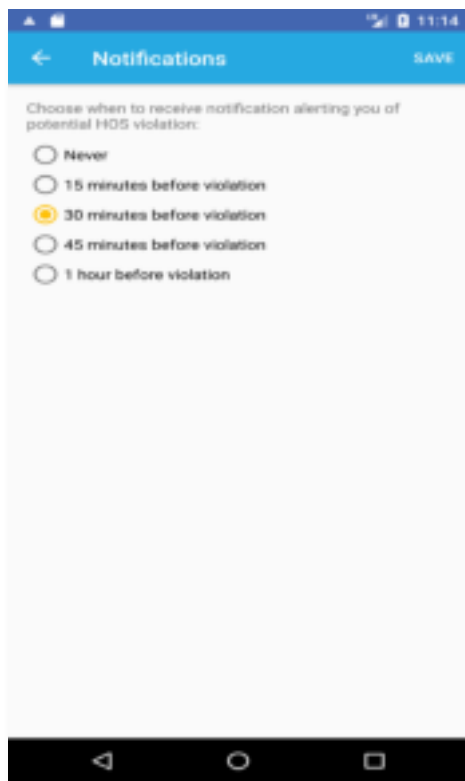 11:14
Notifications SAVE
Choose when to receive notification alerting you of
potential HOS violation:
Never
15 minutes before violation
30 minutes before violation
45 minutes before violation
1 hour before violation